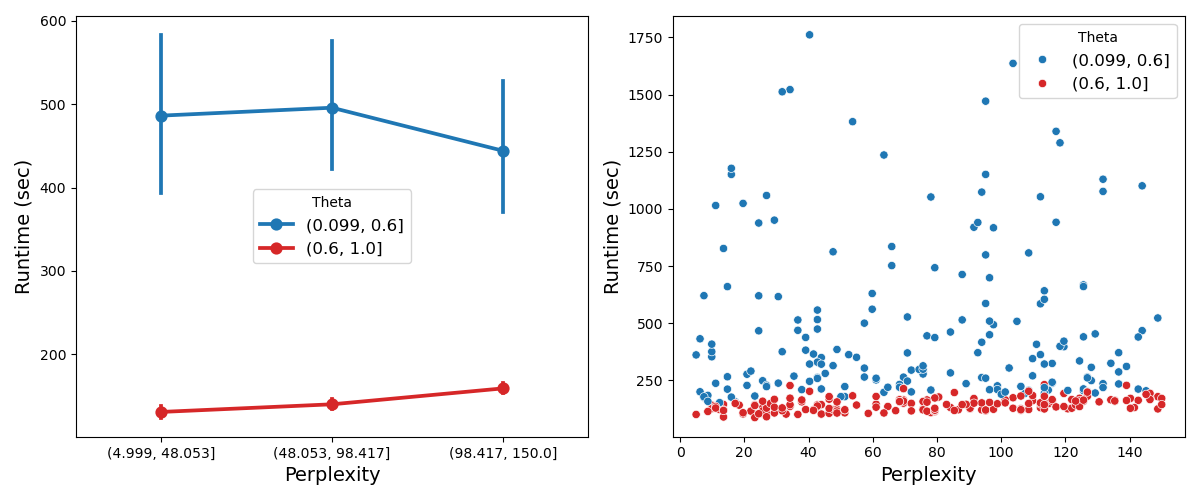 600
500
400
300
200
Runtime (sec)
Theta
(0.099, 0.6]
(0.6, 1.0]
(4.999, 48.053]
(48.053, 98.417]
(98.417, 150.0]
Perplexity
1750
1500
1250
1000
750
500
250
Runtime (sec)
Theta
(0.099, 0.6]
(0.6, 1.0]
0 20 40 60 80 100 120 140
Perplexity